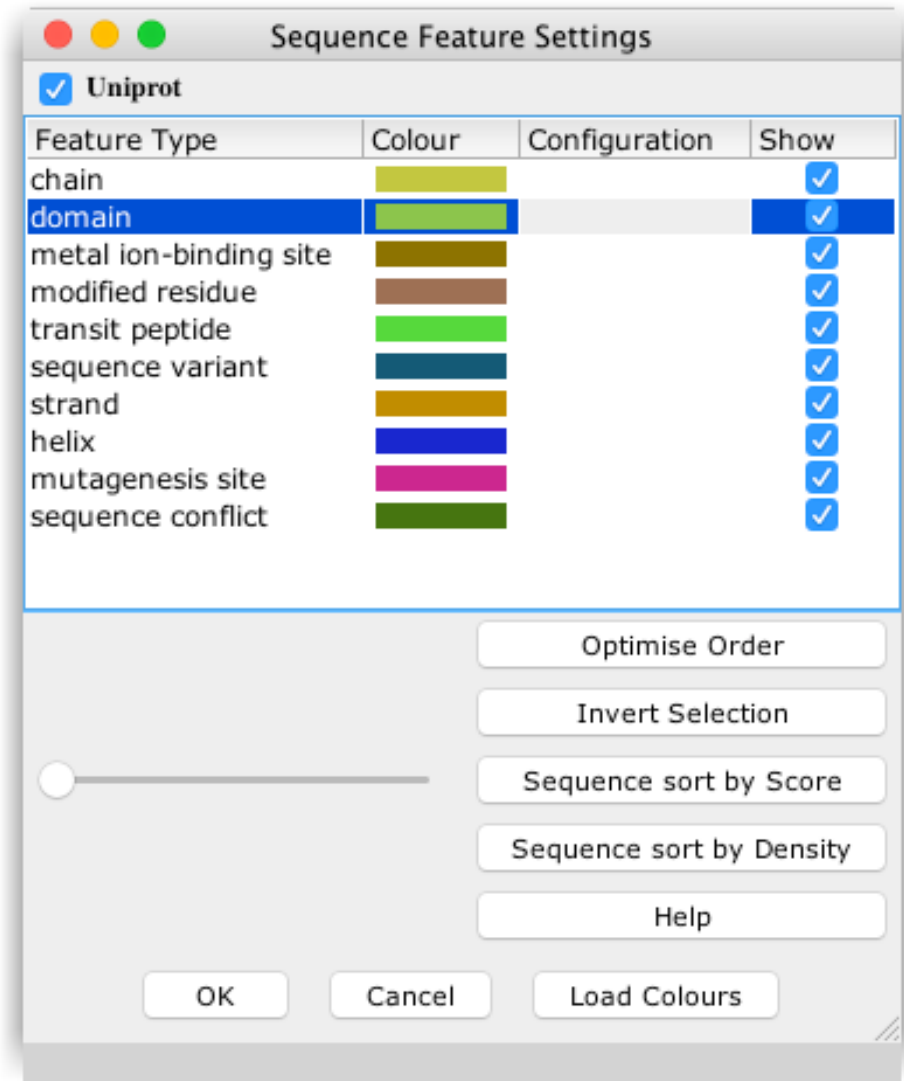 Sequence Feature Settings
Uniprot
Feature Type Colour Configuration Show
chain
domain
metal ion-binding site
modified residue
transit peptide
sequence variant
strand
helix
mutagenesis site
sequence conflict
Optimise Order
Invert Selection
Sequence sort by Score
Sequence sort by Density
Help
OK Cancel Load Colours